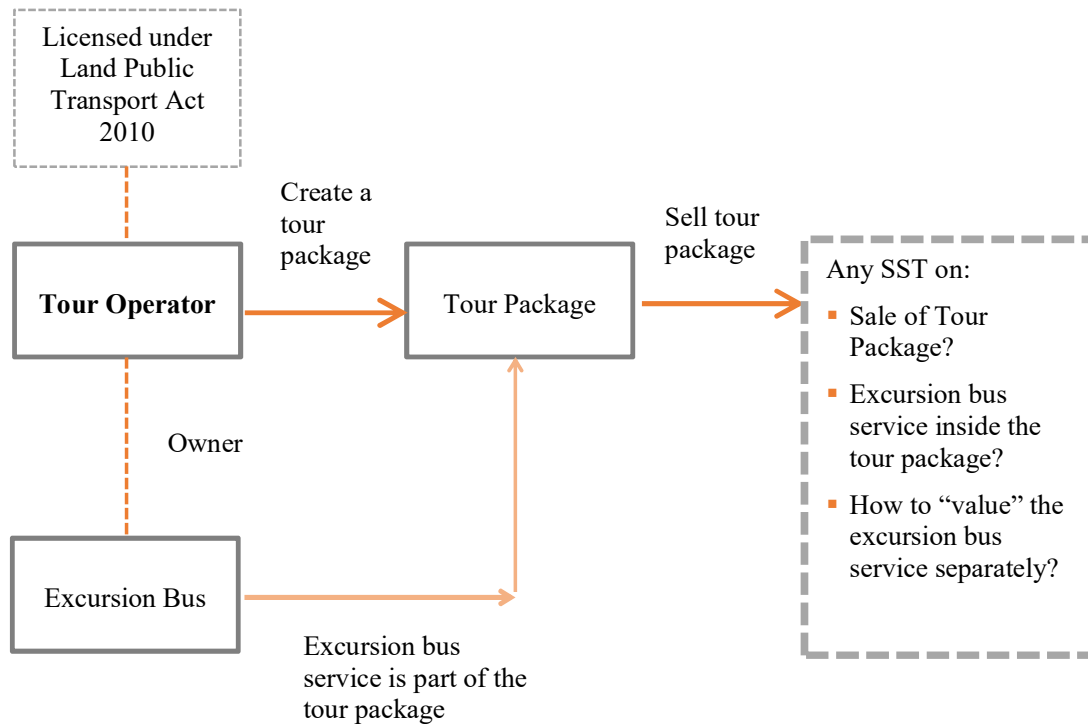 Licensed under
Land Public
Transport Act
2010
Create a
tour
package
Sell tour
package
Tour Operator
Tour Package
Any SST on:
▪ Sale of Tour
Package?
▪ Excursion bus
service inside the
tour package?
▪ How to “value” the
excursion bus
service separately?
Owner
Excursion Bus
Excursion bus
service is part of the
tour package